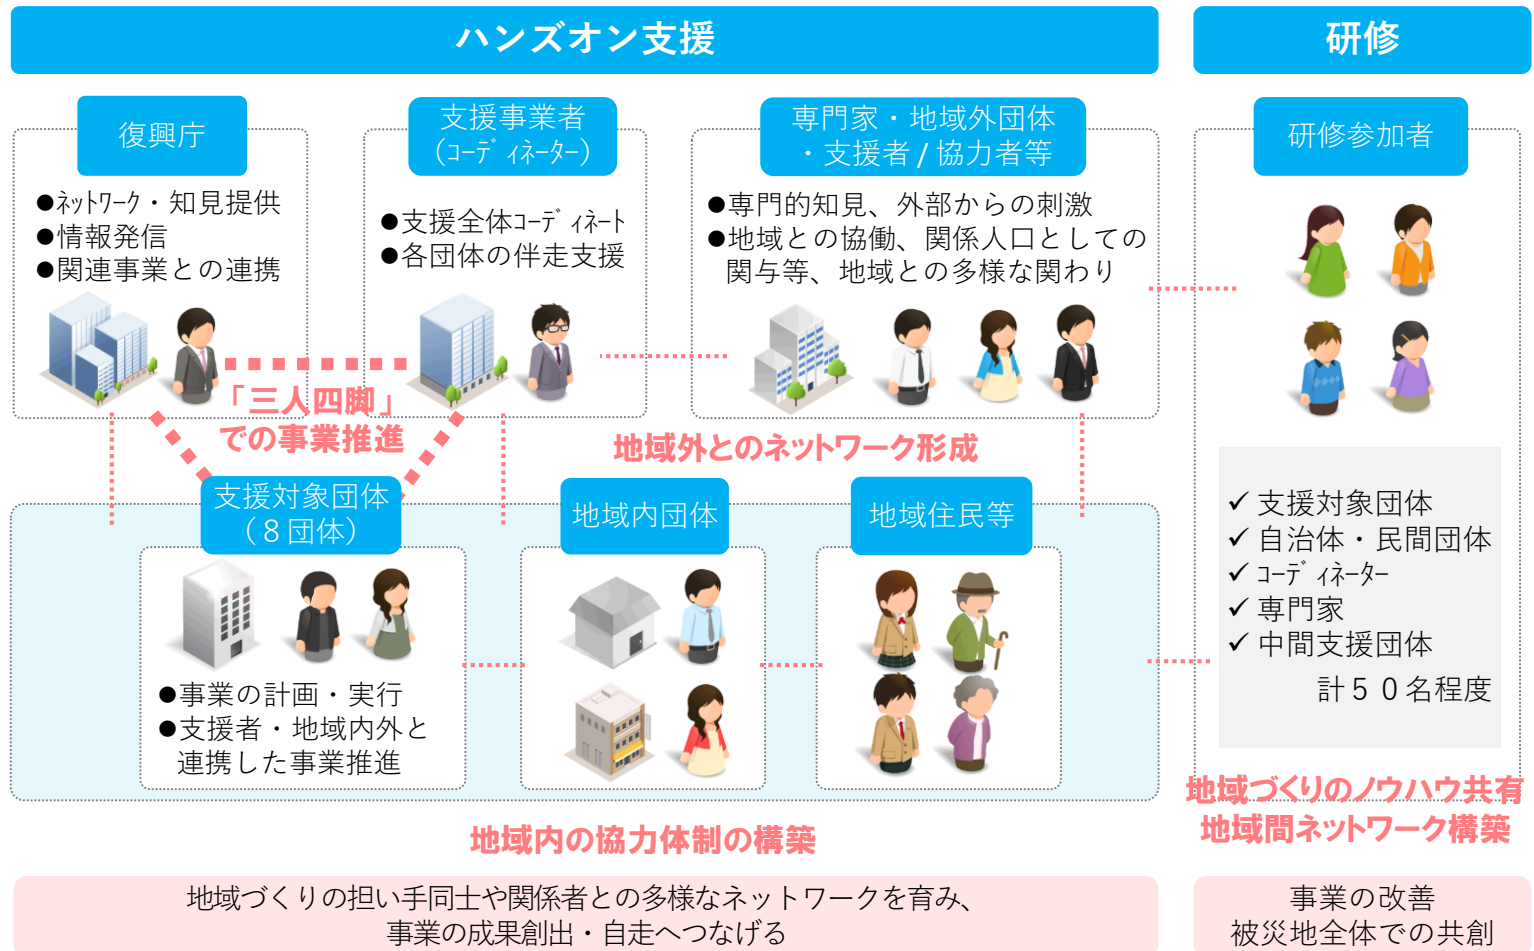 ハンズオン支援
研修
復興庁
●ﾈｯﾄﾜｰｸ・知見提供
●情報発信
●関連事業との連携
支援事業者
(ｺｰﾃﾞｨﾈｰﾀｰ)
●支援全体ｺｰﾃﾞｨﾈｰﾄ
●各団体の伴走支援
専門家・地域外団体
・支援者/協力者等
●専門的知見、外部からの刺激
●地域との協働、関係人口としての
関与等、地域との多様な関わり
研修参加者
「三人四脚」
での事業推進
地域外とのネットワーク形成
支援対象団体
(８団体)
●事業の計画・実行
●支援者・地域内外と
連携した事業推進
地域内団体
地域住民等
✓支援対象団体
✓自治体・民間団体
✓ｺｰﾃﾞｨﾈｰﾀｰ
✓専門家
✓中間支援団体
計５０名程度
地域内の協力体制の構築
地域づくりのノウハウ共有
地域間ネットワーク構築
地域づくりの担い手同士や関係者との多様なネットワークを育み、
事業の成果創出・自走へつなげる
事業の改善
被災地全体での共創